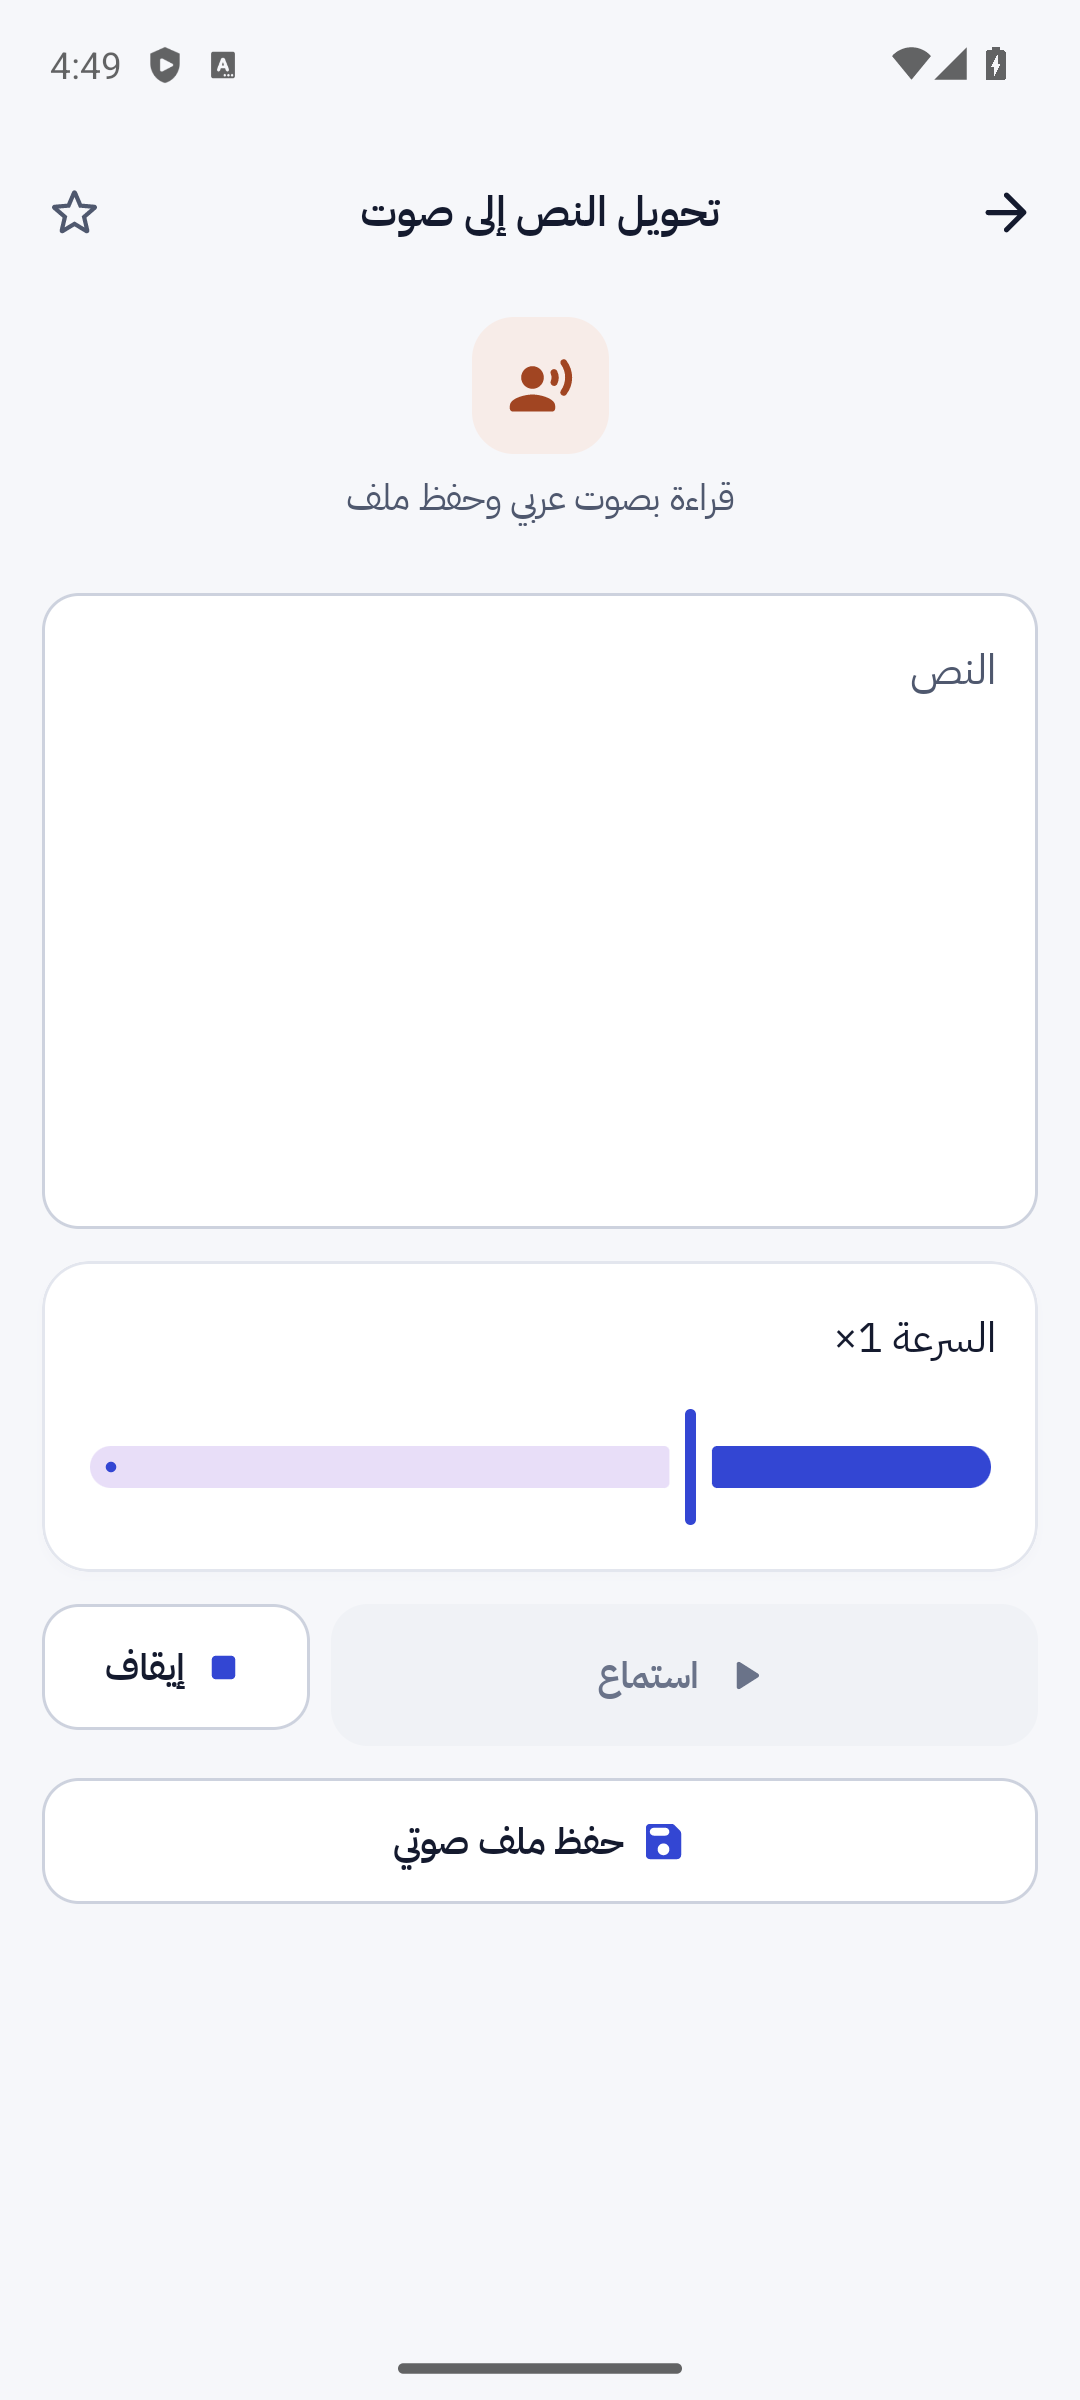 4:49
تحويل النص إلى صوت
قراءة بصوت عربي وحفظ ملف
النص
السرعة 1×
استماع
إيقاف
حفظ ملف صوتي